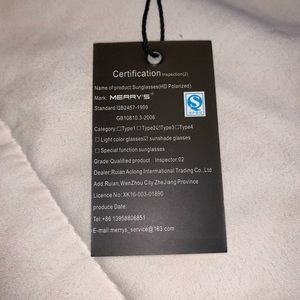 Certification Inspection(2)
Name of product:Sunglasses(HD Polarized)
Mark: MERRY'S
Standard:QB2457-1999
GB10810.3-2006
Category:☐Type1 ☐Type2☑Type3☐Type4
☐Light color glasses☑sunshade glasses
☐Special function sunglasses
Grade:Qualified product Inspector:02
Dealer:Ruian Aolong International Trading Co.,Ltd
Add:Ruian,WenZhou City ZheJiang Province
Licence No:XK16-003-01890
produce Date:
Tel:+86 13958806851
E-mail:merrys_service@163.com